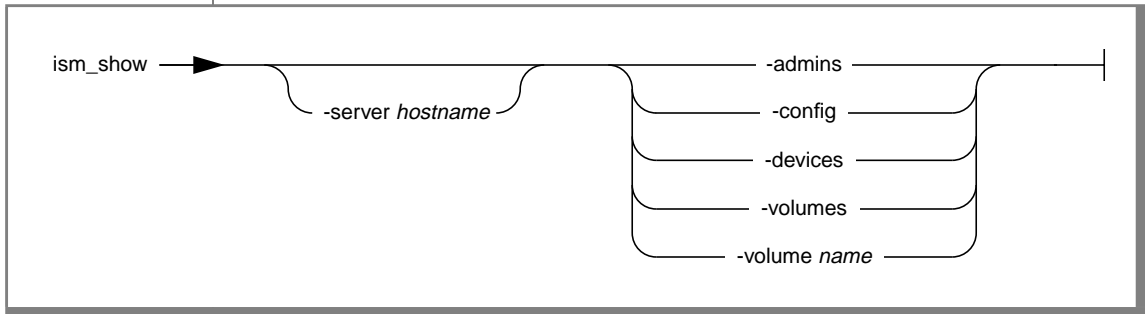 ism_show
-admins
-server hostname
-config
-devices
-volumes
-volume name